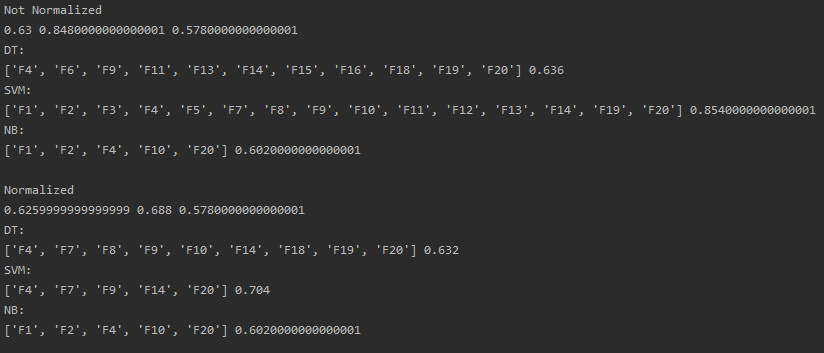 Not Normalized
0.63 0.8480000000000001 0.5780000000000001
DT:
['F4', 'F6', 'F9', 'F11', 'F13', 'F14', 'F15', 'F16', 'F18', 'F19', 'F20'] 0.636
SVM:
['F1', 'F2', 'F3', 'F4', 'F5', 'F7', 'F8', 'F9', 'F10', 'F11', 'F12', 'F13', 'F14', 'F19', 'F20'] 0.8540000000000001
NB:
['F1', 'F2', 'F4', 'F10', 'F20'] 0.6020000000000001
Normalized
0.6259999999999999 0.688 0.5780000000000001
DT:
['F4', 'F7', 'F8', 'F9', 'F10', 'F14', 'F18', 'F19', 'F20'] 0.632
SVM:
['F4', 'F7', 'F9', 'F14', 'F20'] 0.704
NB:
['F1', 'F2', 'F4', 'F10', 'F20'] 0.6020000000000001